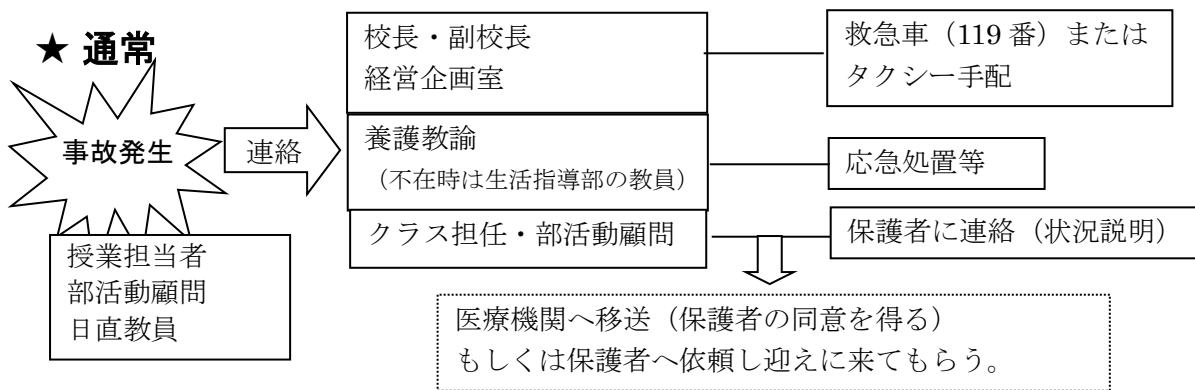 ★ 通常
事故発生
授業担当者
部活動顧問
日直教員
連絡
校長・副校長
経営企画室
救急車（119 番）または
タクシー手配
養護教諭
（不在時は生活指導部の教員）
応急処置等
クラス担任・部活動顧問
保護者に連絡（状況説明）
医療機関へ移送（保護者の同意を得る）
もしくは保護者へ依頼し迎えに来てもらう。